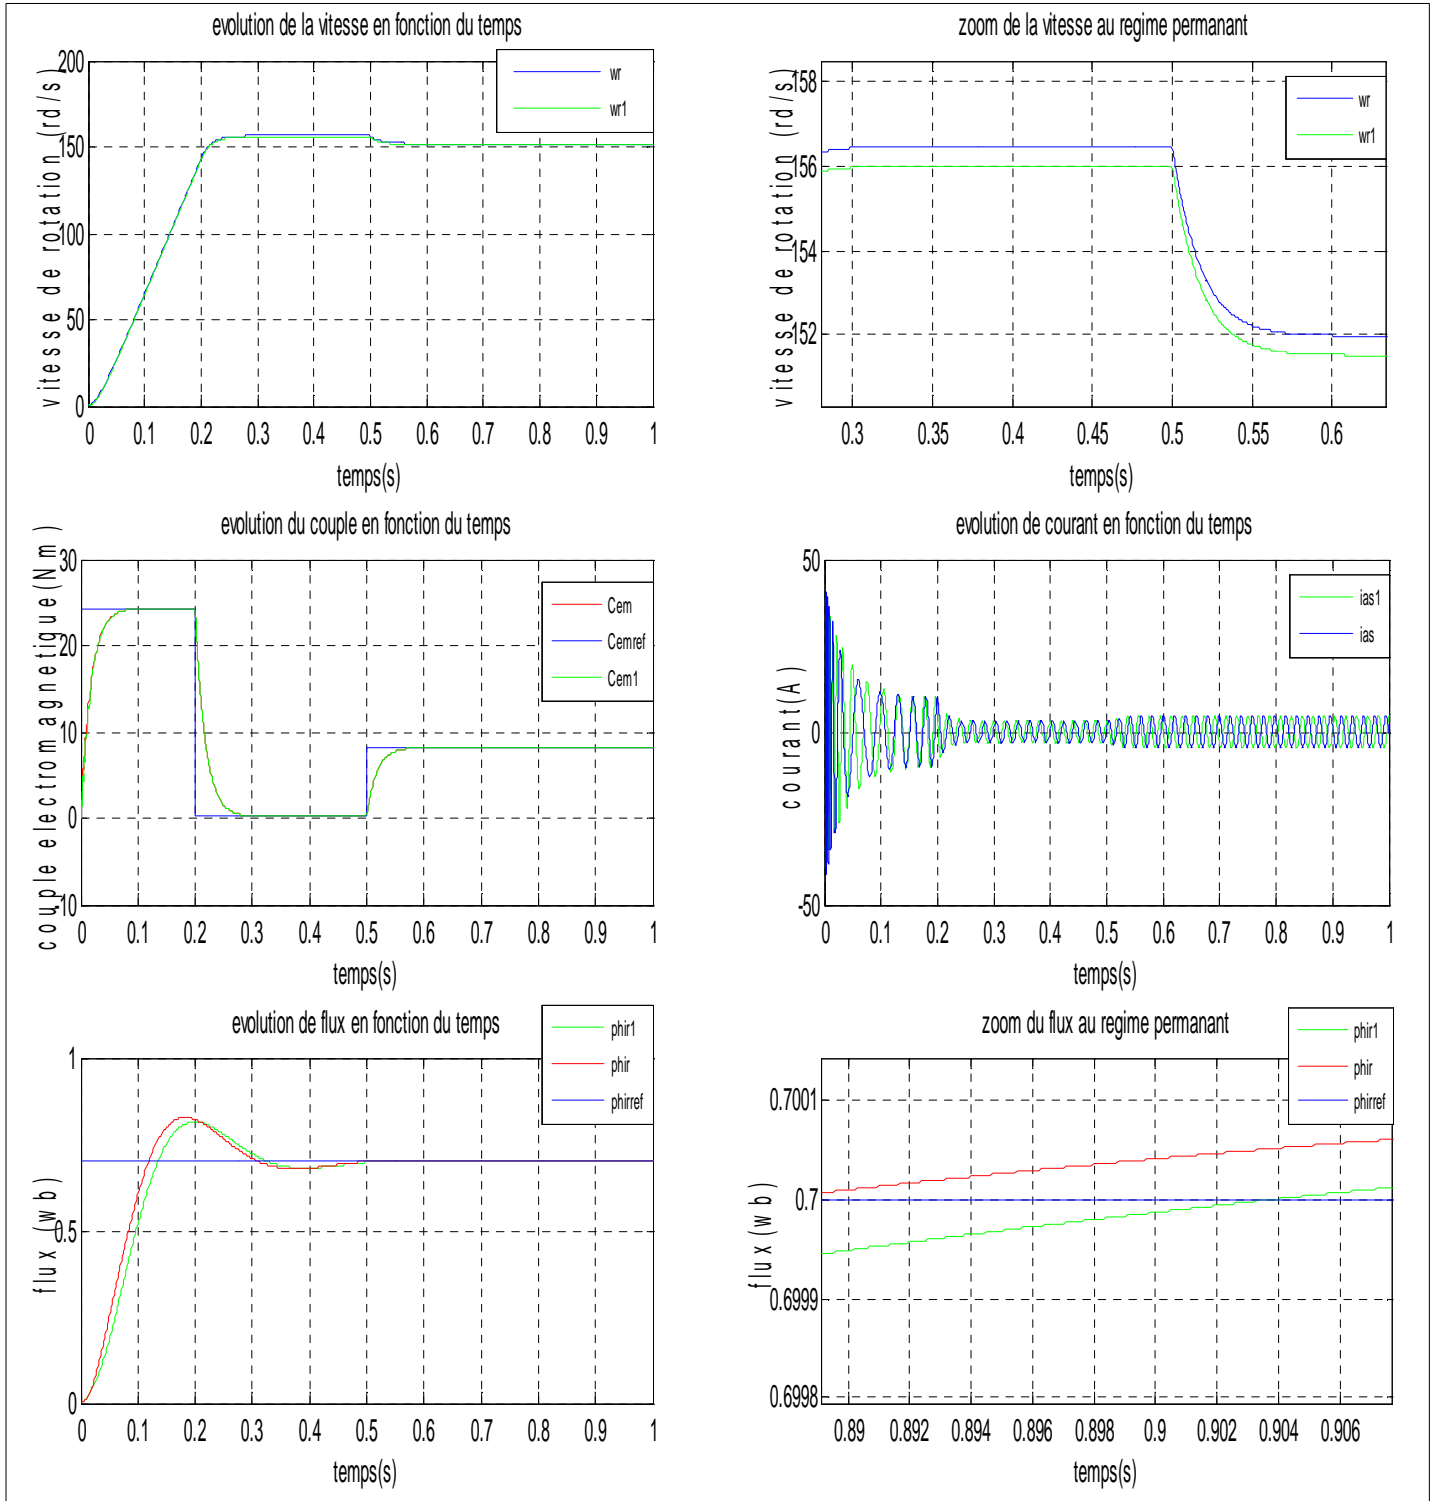 evolution de la vitesse en fonction du temps
200
150
100
50
0
vitesse de rotation (rd/s)
wr
wr1
0 0.1 0.2 0.3 0.4 0.5 0.6 0.7 0.8 0.9 1
temps(s)
zoom de la vitesse au regime permanant
158
156
154
152
vitesse de rotation (rd/s)
wr
wr1
0.3 0.35 0.4 0.45 0.5 0.55 0.6
temps(s)
evolution du couple en fonction du temps
30
20
10
0
-10
couple electromagnetique(Nm)
Cem
Cemref
Cem1
0 0.1 0.2 0.3 0.4 0.5 0.6 0.7 0.8 0.9 1
temps(s)
evolution de courant en fonction du temps
50
0
-50
courant(A)
ias1
ias
0 0.1 0.2 0.3 0.4 0.5 0.6 0.7 0.8 0.9 1
temps(s)
evolution de flux en fonction du temps
1
0.5
0
flux (wb)
phir1
phir
phirref
0 0.1 0.2 0.3 0.4 0.5 0.6 0.7 0.8 0.9 1
temps(s)
zoom du flux au regime permanant
0.7001
0.7
0.6999
0.6998
flux (wb)
phir1
phir
phirref
0.89 0.892 0.894 0.896 0.898 0.9 0.902 0.904 0.906
temps(s)